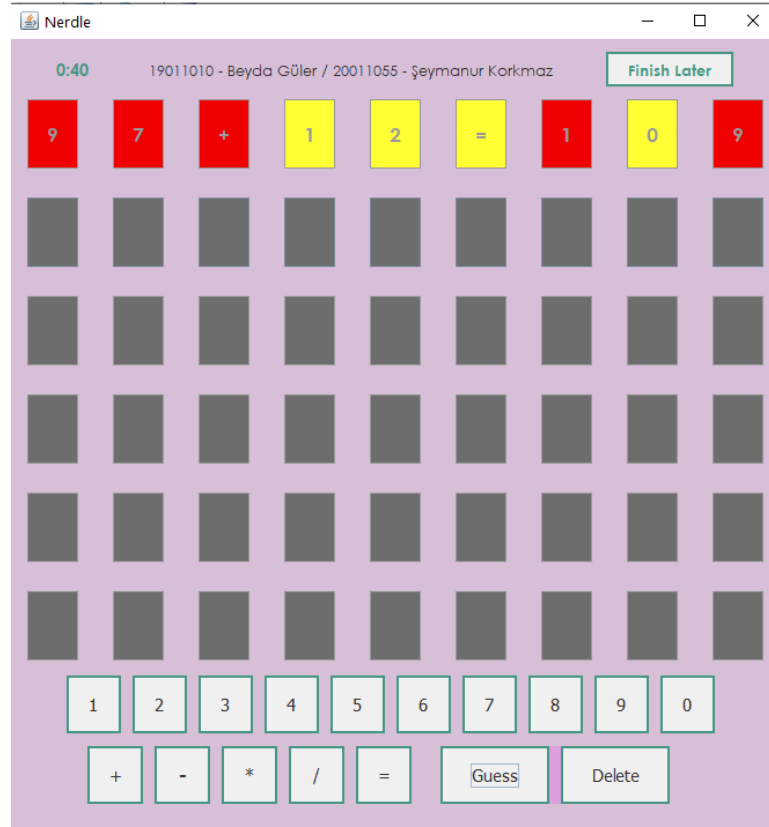 Nerdle
0:40 19011010 - Beyda Güler / 20011055 - Şeymanur Korkmaz Finish Later
9 7 + 1 2 = 1 0 9
1 2 3 4 5 6 7 8 9 0
+ - * / = Guess Delete